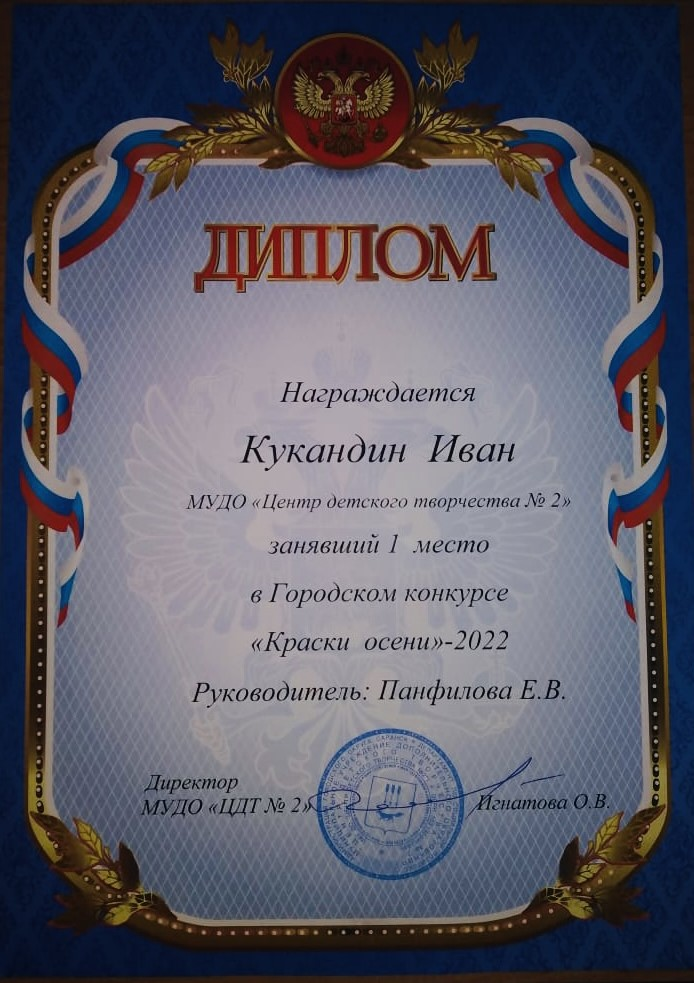 ДИПЛОМ
Награждается
Кукандин Иван
МУДО «Центр детского творчества № 2»
занявший 1 место
в Городском конкурсе
«Краски осени»-2022
Руководитель: Панфилова Е.В.
Директор
МУДО «ЦДТ № 2»
Игнатова О.В.